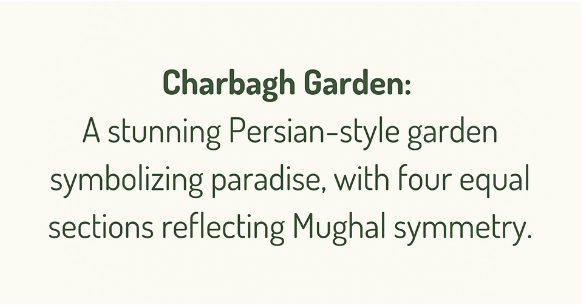 Charbagh Garden:
A stunning Persian-style garden
symbolizing paradise, with four equal
sections reflecting Mughal symmetry.